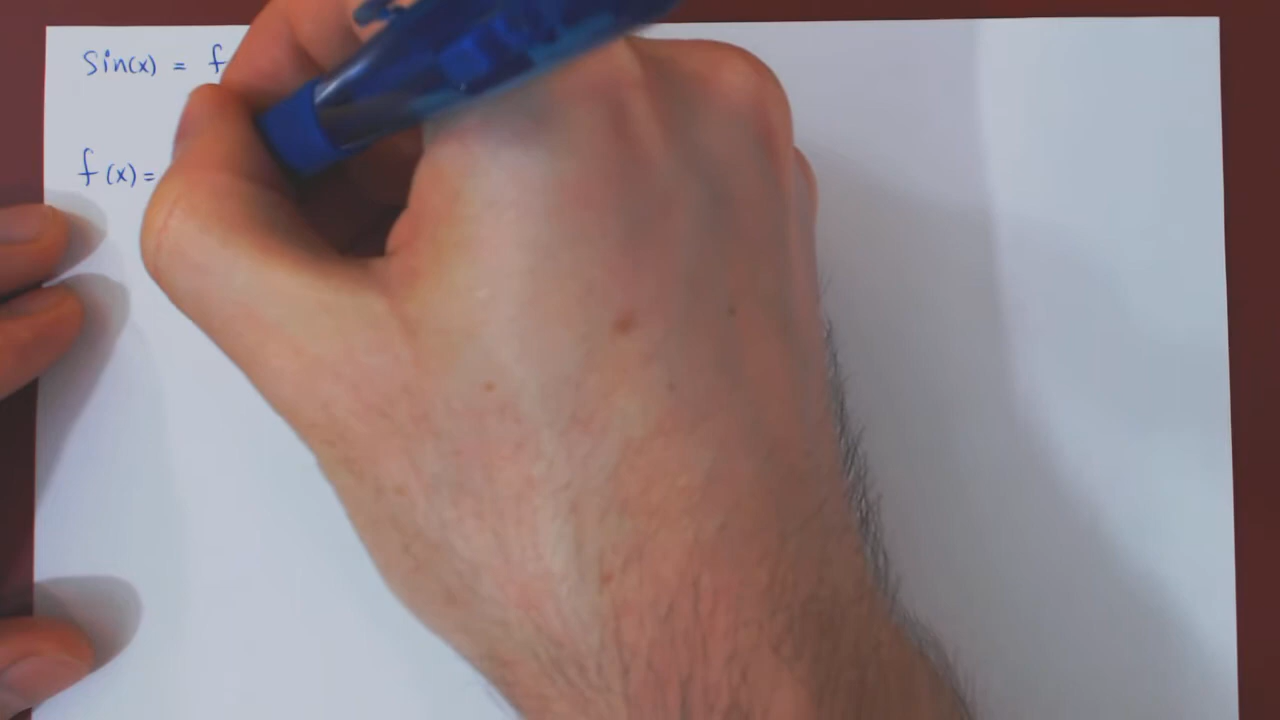 Sin(x) = f
f(x) =